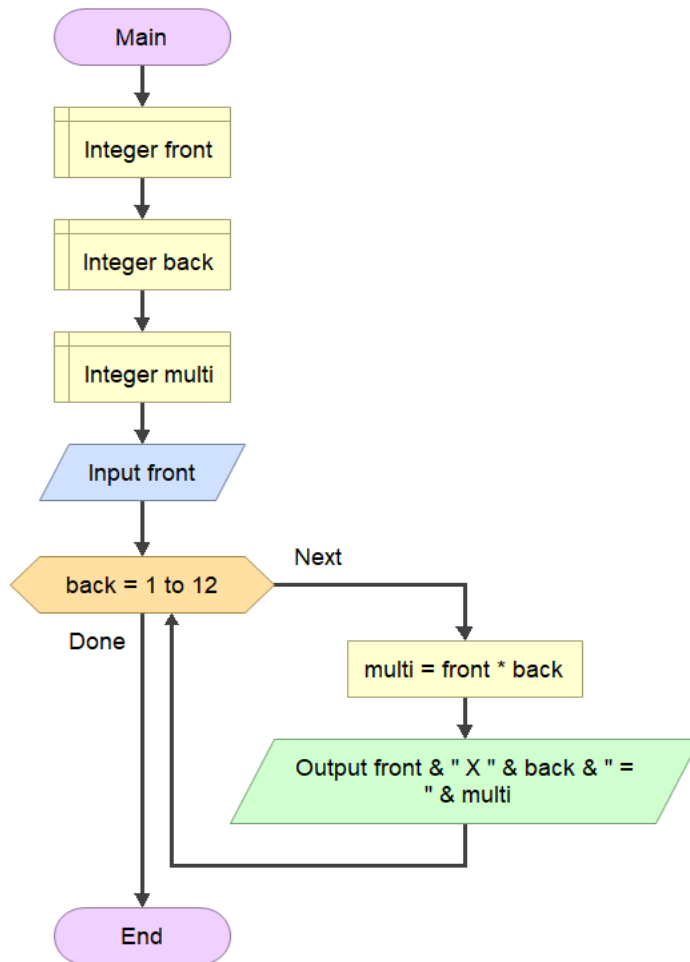 Main
Integer front
Integer back
Integer multi
Input front
back = 1 to 12
Next
Done
multi = front * back
Output front & " X " & back & " =
" & multi
End